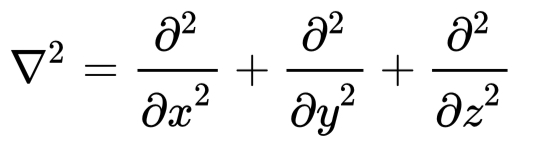 ∇² = ∂²/∂x² + ∂²/∂y² + ∂²/∂z²